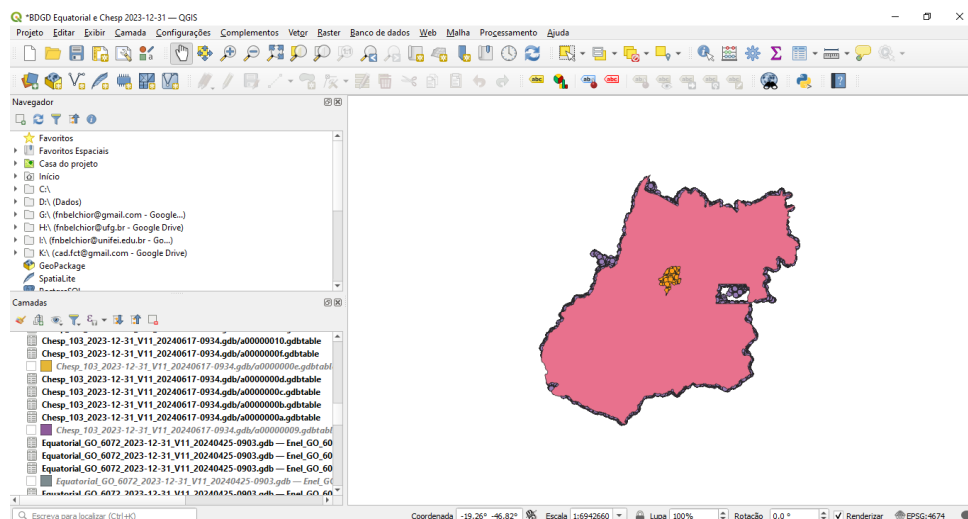 *BDGD Equatorial e Chesp 2023-12-31 — QGIS
Projeto Editar Exibir Camada Configurações Complementos Vetor Raster Banco de dados Web Malha Processamento Ajuda
Navegador
Favoritos
Favoritos Espaciais
Casa do projeto
Início
C:\
D:\ (Dados)
G:\ (fnbelchior@gmail.com - Google...)
H:\ (fnbelchior@ufg.br - Google Drive)
I:\ (fnbelchior@unifei.edu.br - Go...)
K:\ (cad.fct@gmail.com - Google Drive)
GeoPackage
SpatiaLite
Camadas
Chesp_103_2023-12-31_V11_20240617-0934.gdb/a00000010.gdbtable
Chesp_103_2023-12-31_V11_20240617-0934.gdb/a0000000f.gdbtable
Chesp_103_2023-12-31_V11_20240617-0934.gdb/a0000000e.gdbtabl
Chesp_103_2023-12-31_V11_20240617-0934.gdb/a0000000d.gdbtable
Chesp_103_2023-12-31_V11_20240617-0934.gdb/a0000000c.gdbtable
Chesp_103_2023-12-31_V11_20240617-0934.gdb/a0000000b.gdbtable
Chesp_103_2023-12-31_V11_20240617-0934.gdb/a0000000a.gdbtable
Chesp_103_2023-12-31_V11_20240617-0934.gdb/a00000009.gdbtabl
Equatorial_GO_6072_2023-12-31_V11_20240425-0903.gdb — Enel_GO_60
Equatorial_GO_6072_2023-12-31_V11_20240425-0903.gdb — Enel_GO_60
Equatorial_GO_6072_2023-12-31_V11_20240425-0903.gdb — Enel_GO_60
Equatorial_GO_6072_2023-12-31_V11_20240425-0903.gdb — Enel_G
Equatorial_GO_6072_2023-12-31_V11_20240425-0903.gdb — Enel_GO_60
Escreva para localizar (Ctrl+K) Coordenada -19.26° -46.82° Escala 1:6942660 Lupa 100% Rotação 0,0 ° Renderizar EPSG:4674